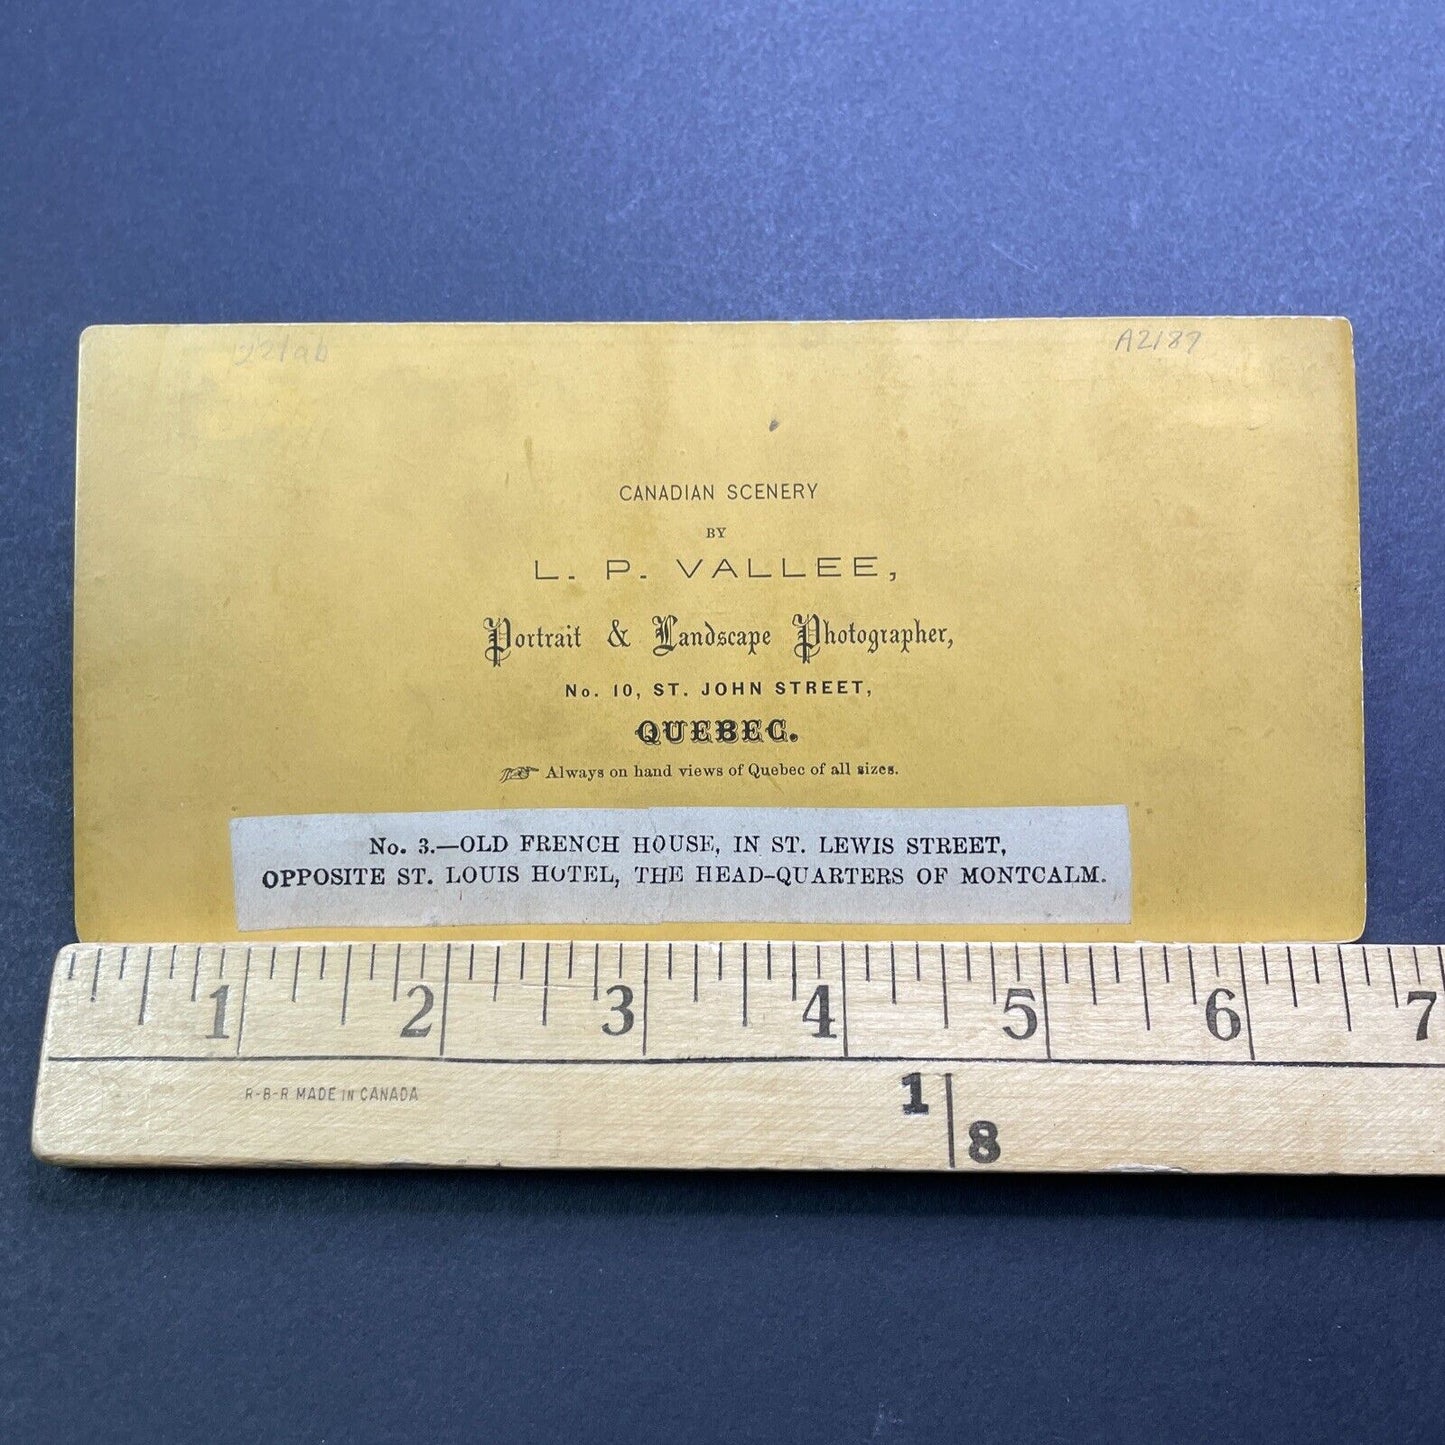 A2189
CANADIAN SCENERY
BY
L. P. VALLEE,
Portrait & Landscape Photographer,
No. 10, ST. JOHN STREET,
QUEBEC.
Always on hand views of Quebec of all sizes.
No. 3.—OLD FRENCH HOUSE, IN ST. LEWIS STREET,
OPPOSITE ST. LOUIS HOTEL, THE HEAD-QUARTERS OF MONTCALM.
1 2 3 4 5 6 7
R-B-R MADE IN CANADA
1 8